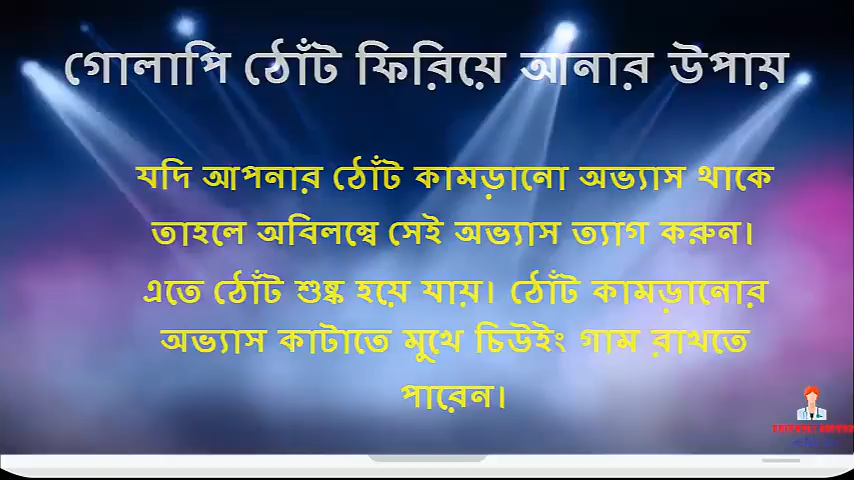 গোলাপি ঠোঁট ফিরিয়ে আনার উপায়
যদি আপনার ঠোঁট কামড়ানো অভ্যাস থাকে
তাহলে অবিলম্বে সেই অভ্যাস ত্যাগ করুন।
এতে ঠোঁট শুষ্ক হয়ে যায়। ঠোঁট কামড়ানোর
অভ্যাস কাটাতে মুখে চিউইং গাম রাখতে
পারেন।